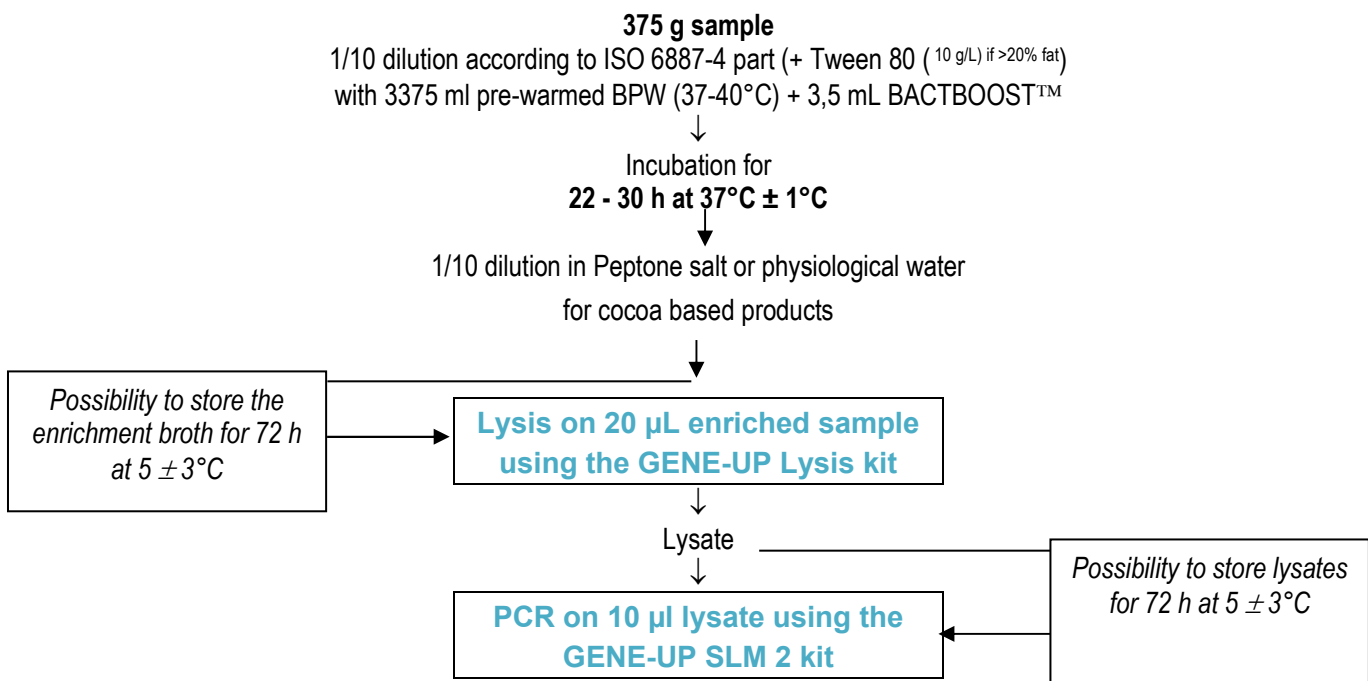 375 g sample
1/10 dilution according to ISO 6887-4 part (+ Tween 80 ( 10 g/L) if >20% fat)
with 3375 ml pre-warmed BPW (37-40°C) + 3,5 mL BACTBOOST™
↓
Incubation for
22 - 30 h at 37°C ± 1°C
1/10 dilution in Peptone salt or physiological water
for cocoa based products
Possibility to store the
enrichment broth for 72 h
at 5 ± 3°C
Lysis on 20 µL enriched sample
using the GENE-UP Lysis kit
↓
Lysate
↓
Possibility to store lysates
for 72 h at 5 ± 3°C
PCR on 10 µl lysate using the
GENE-UP SLM 2 kit